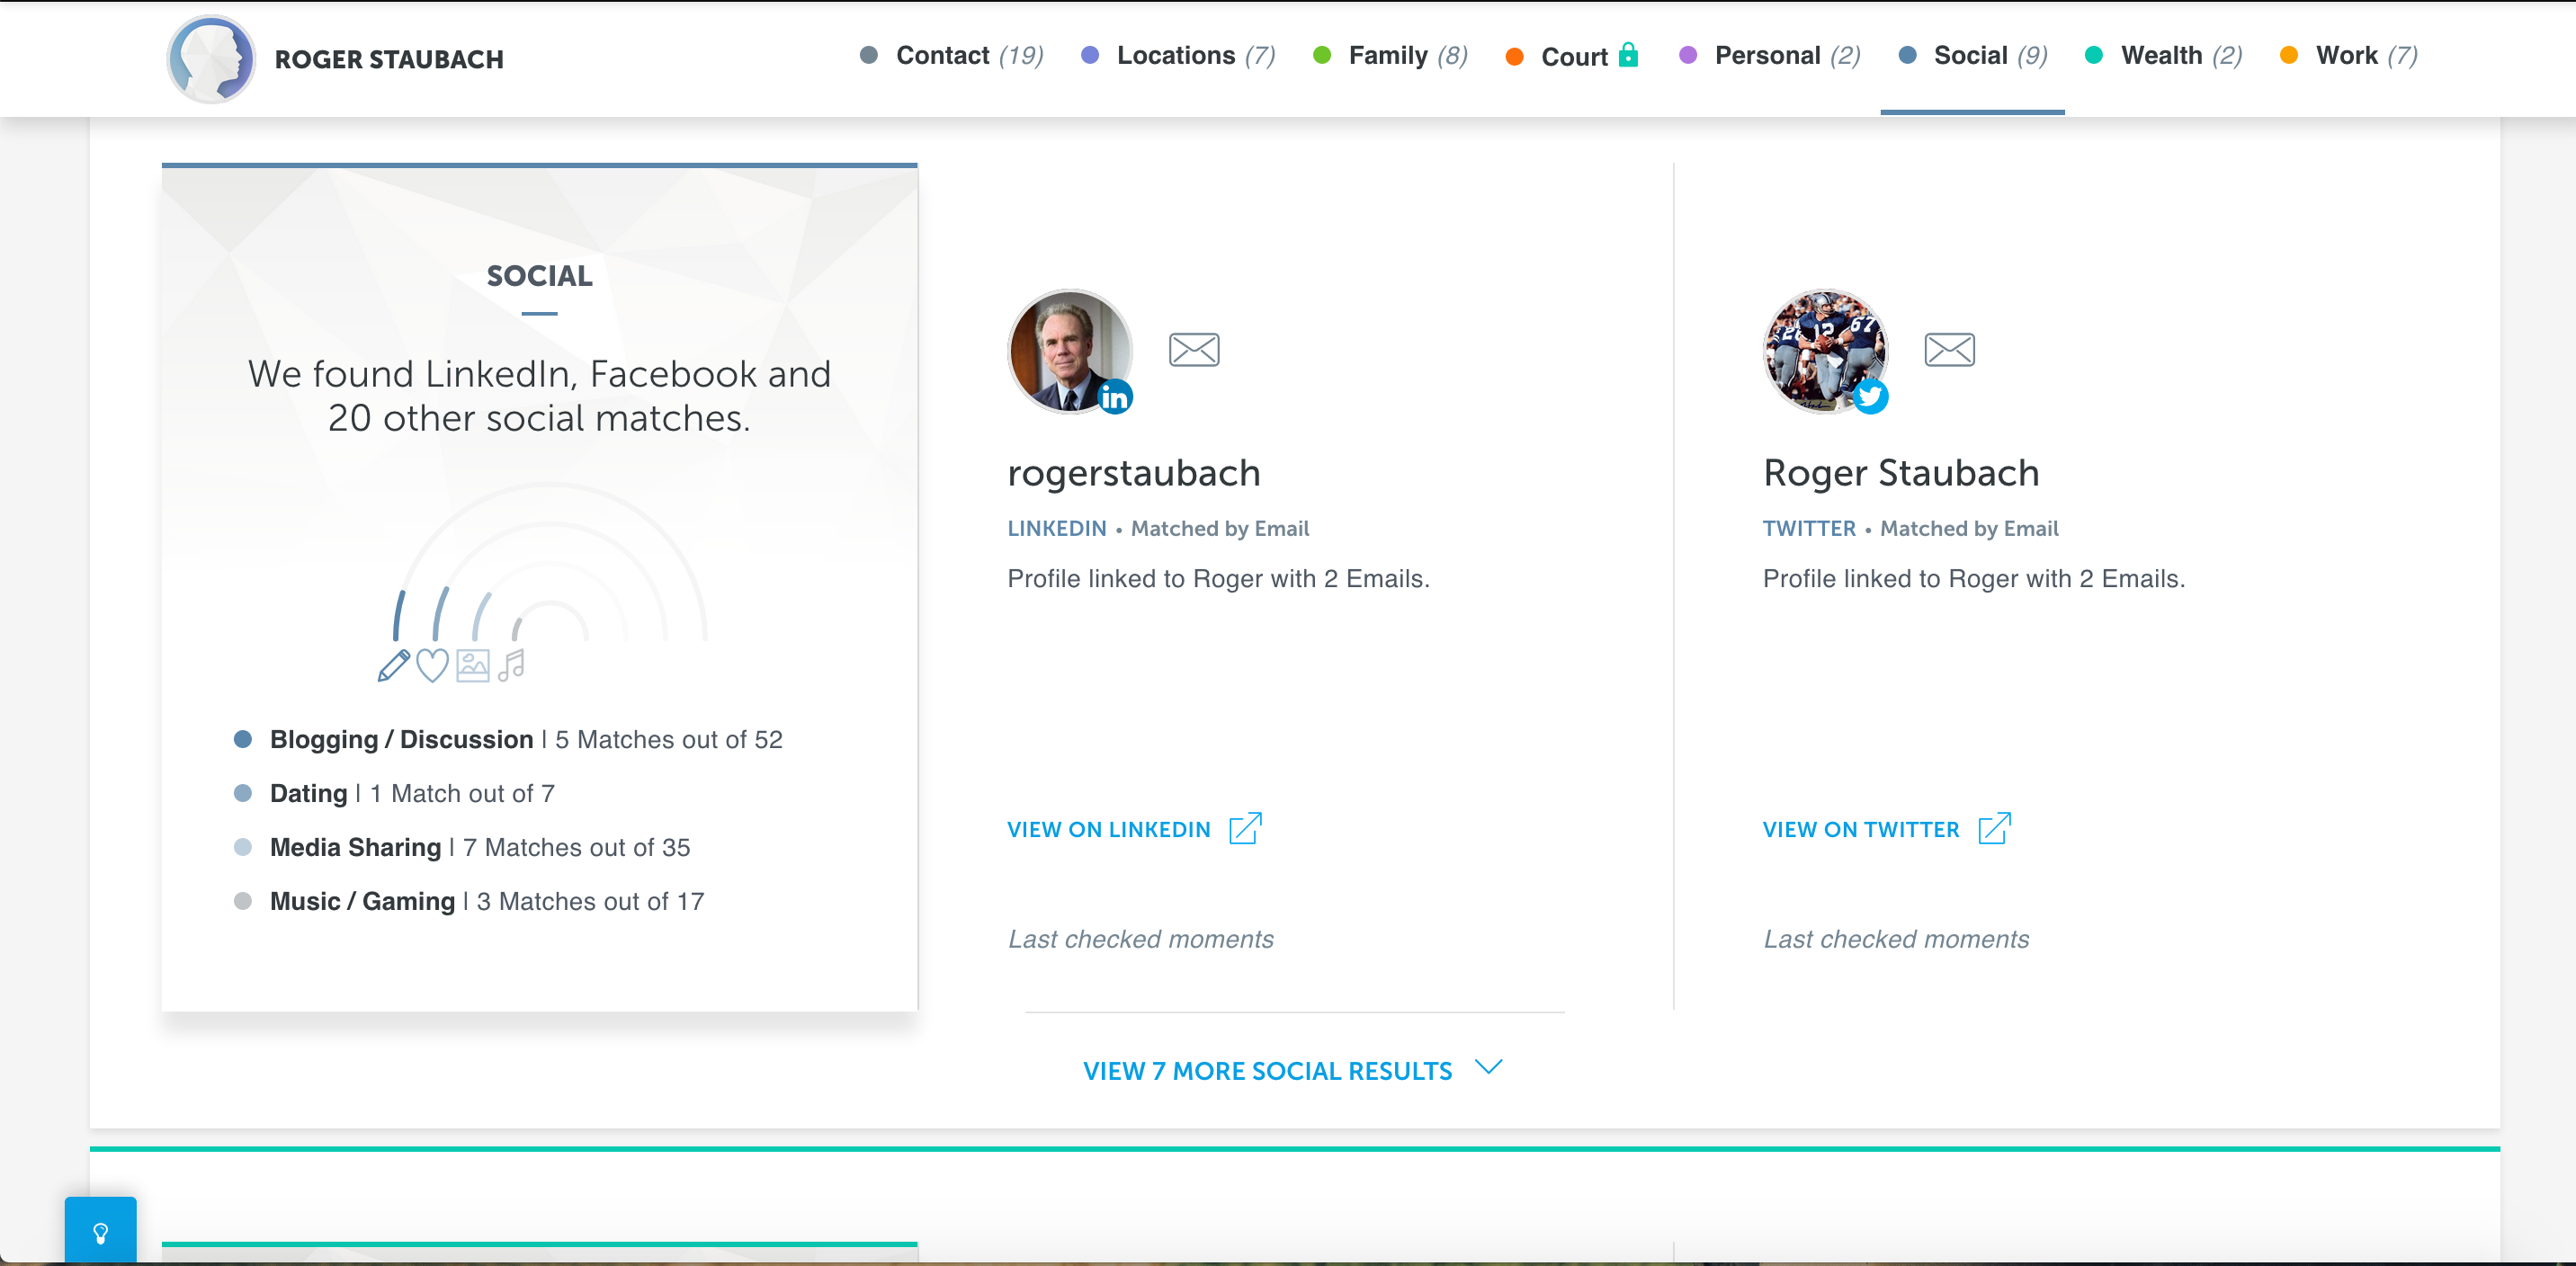 ROGER STAUBACH
Contact (19)
Locations (7)
Family (8)
Court
Personal (2)
Social (9)
Wealth (2)
Work (7)
SOCIAL
We found LinkedIn, Facebook and
20 other social matches.
Blogging / Discussion | 5 Matches out of 52
Dating | 1 Match out of 7
Media Sharing | 7 Matches out of 35
Music / Gaming | 3 Matches out of 17
in
rogerstaubach
LINKEDIN • Matched by Email
Profile linked to Roger with 2 Emails.
VIEW ON LINKEDIN
Last checked moments
12
67
Roger Staubach
TWITTER • Matched by Email
Profile linked to Roger with 2 Emails.
VIEW ON TWITTER
Last checked moments
VIEW 7 MORE SOCIAL RESULTS